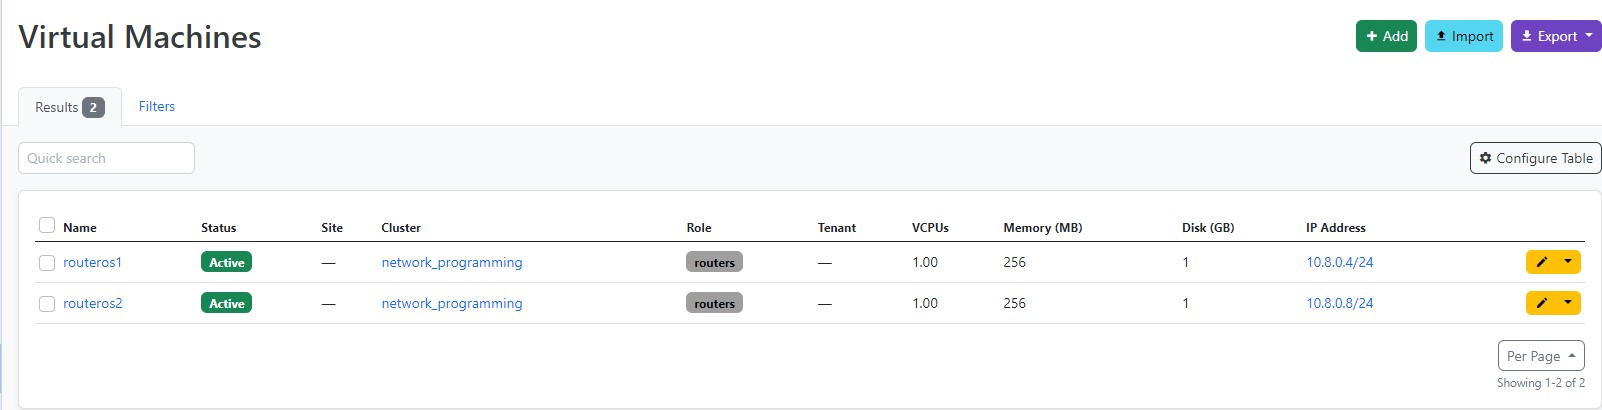 Virtual Machines
Add Import Export
Results 2 Filters
Quick search
Configure Table
Name Status Site Cluster Role Tenant VCPUs Memory (MB) Disk (GB) IP Address
routeros1 Active — network_programming routers — 1.00 256 1 10.8.0.4/24
routeros2 Active — network_programming routers — 1.00 256 1 10.8.0.8/24
Per Page
Showing 1-2 of 2